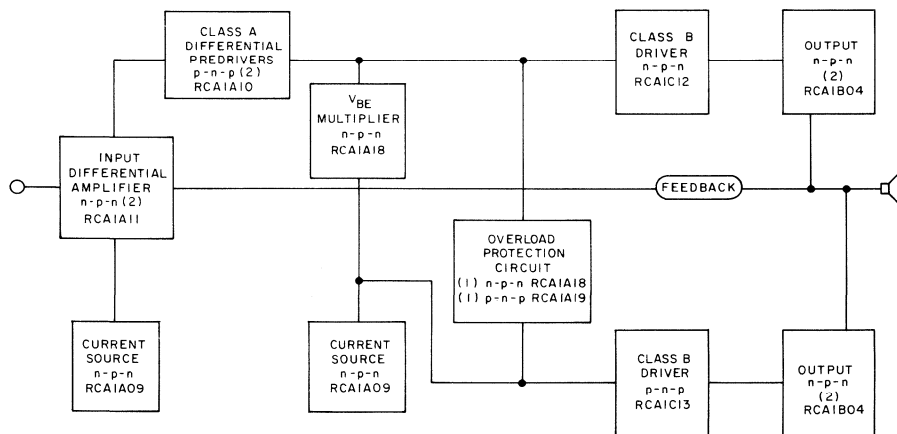 CLASS A
DIFFERENTIAL
PREDRIVERS
p-n-p (2)
RCA1A10
CLASS B
DRIVER
n-p-n
RCA1C12
OUTPUT
n-p-n
(2)
RCA1B04
VBE
MULTIPLIER
n-p-n
RCA1A18
INPUT
DIFFERENTIAL
AMPLIFIER
n-p-n (2)
RCA1A11
FEEDBACK
OVERLOAD
PROTECTION
CIRCUIT
(1) n-p-n RCA1A18
(1) p-n-p RCA1A19
CURRENT
SOURCE
n-p-n
RCA1A09
CURRENT
SOURCE
n-p-n
RCA1A09
CLASS B
DRIVER
p-n-p
RCA1C13
OUTPUT
n-p-n
(2)
RCA1B04